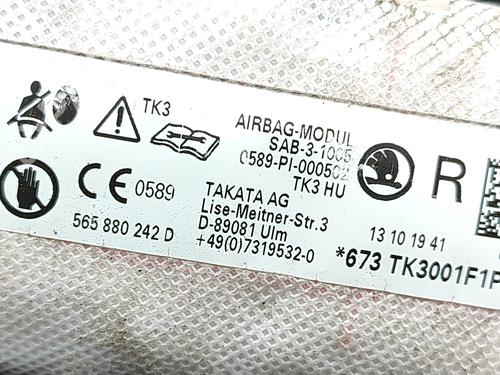 TK3
AIRBAG-MODUL
SAB-3-1005
0589-PI-000502
TK3 HU
R
CE 0589
565 880 242 D
TAKATA AG
Lise-Meitner-Str.3
D-89081 Ulm
+49(0)7319532-0
13 10 19 41
*673 TK3001F1P